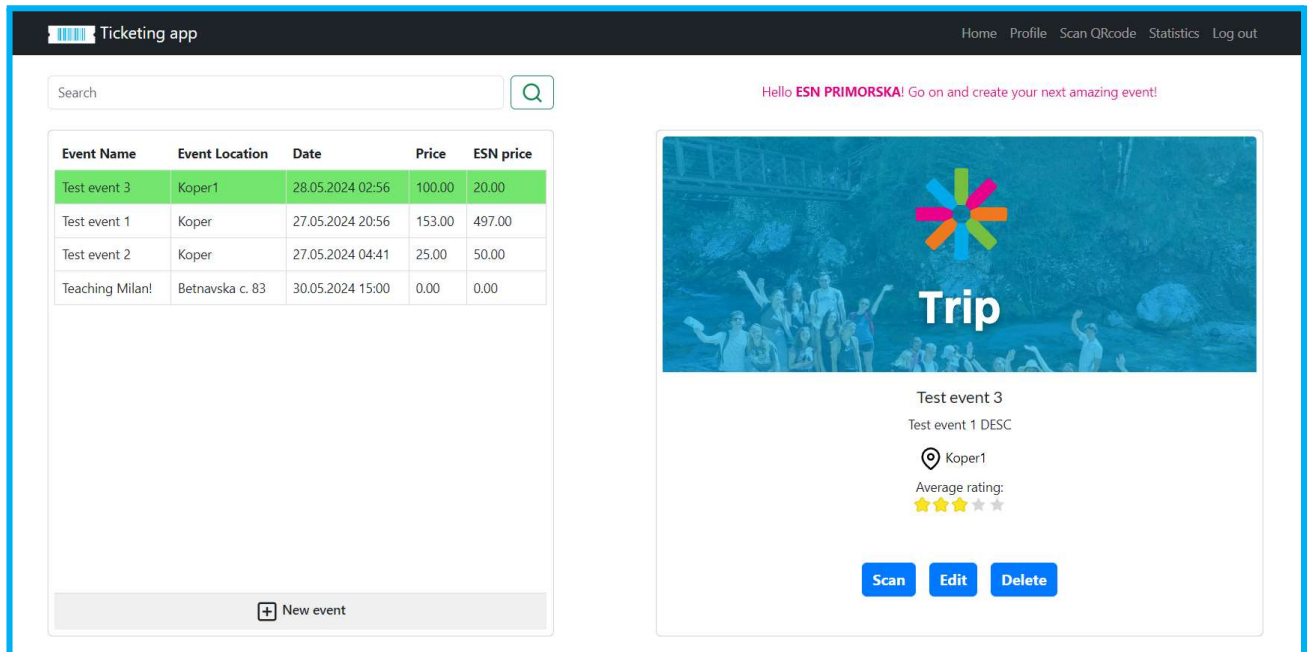 Ticketing app
Home Profile Scan QRcode Statistics Log out
Search
Hello ESN PRIMORSKA! Go on and create your next amazing event!
Event Name Event Location Date Price ESN price
Test event 3 Koper1 28.05.2024 02:56 100.00 20.00
Test event 1 Koper 27.05.2024 20:56 153.00 497.00
Test event 2 Koper 27.05.2024 04:41 25.00 50.00
Teaching Milan! Betnavska c. 83 30.05.2024 15:00 0.00 0.00
New event
Trip
Test event 3
Test event 1 DESC
Koper1
Average rating:
Scan Edit Delete